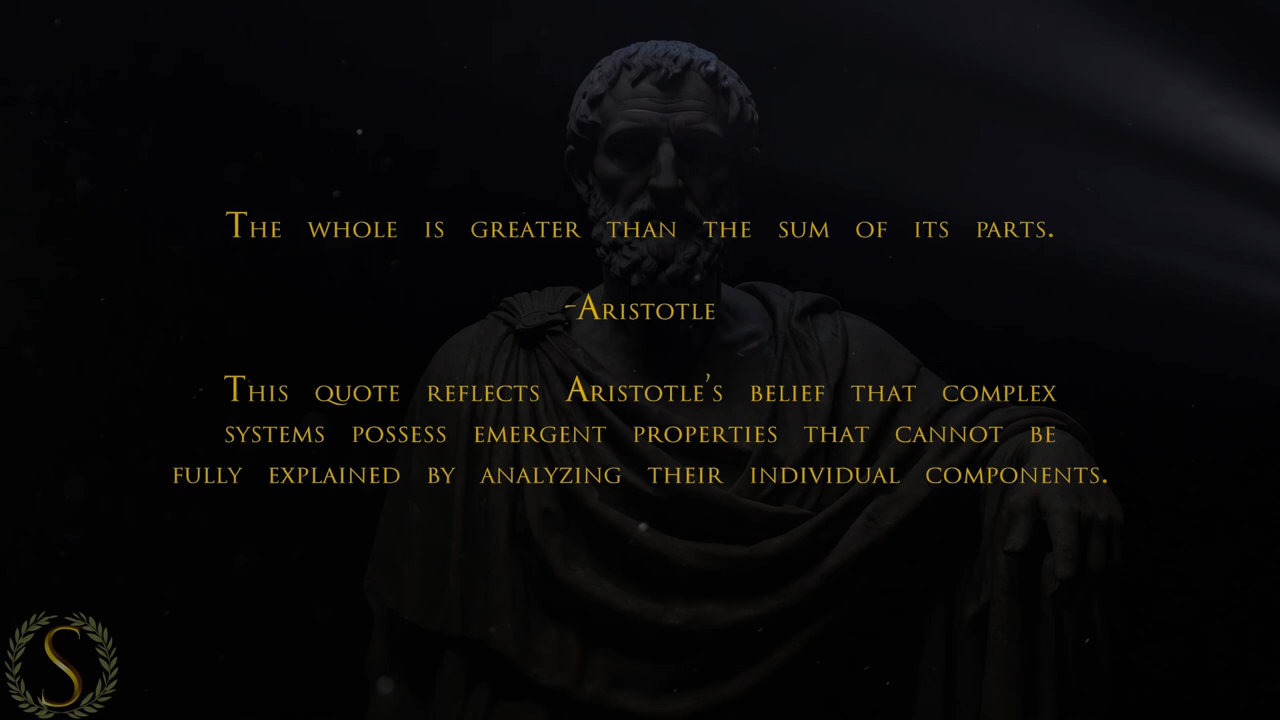 The whole is greater than the sum of its parts.
-Aristotle
This quote reflects Aristotle's belief that complex
systems possess emergent properties that cannot be
fully explained by analyzing their individual components.
S